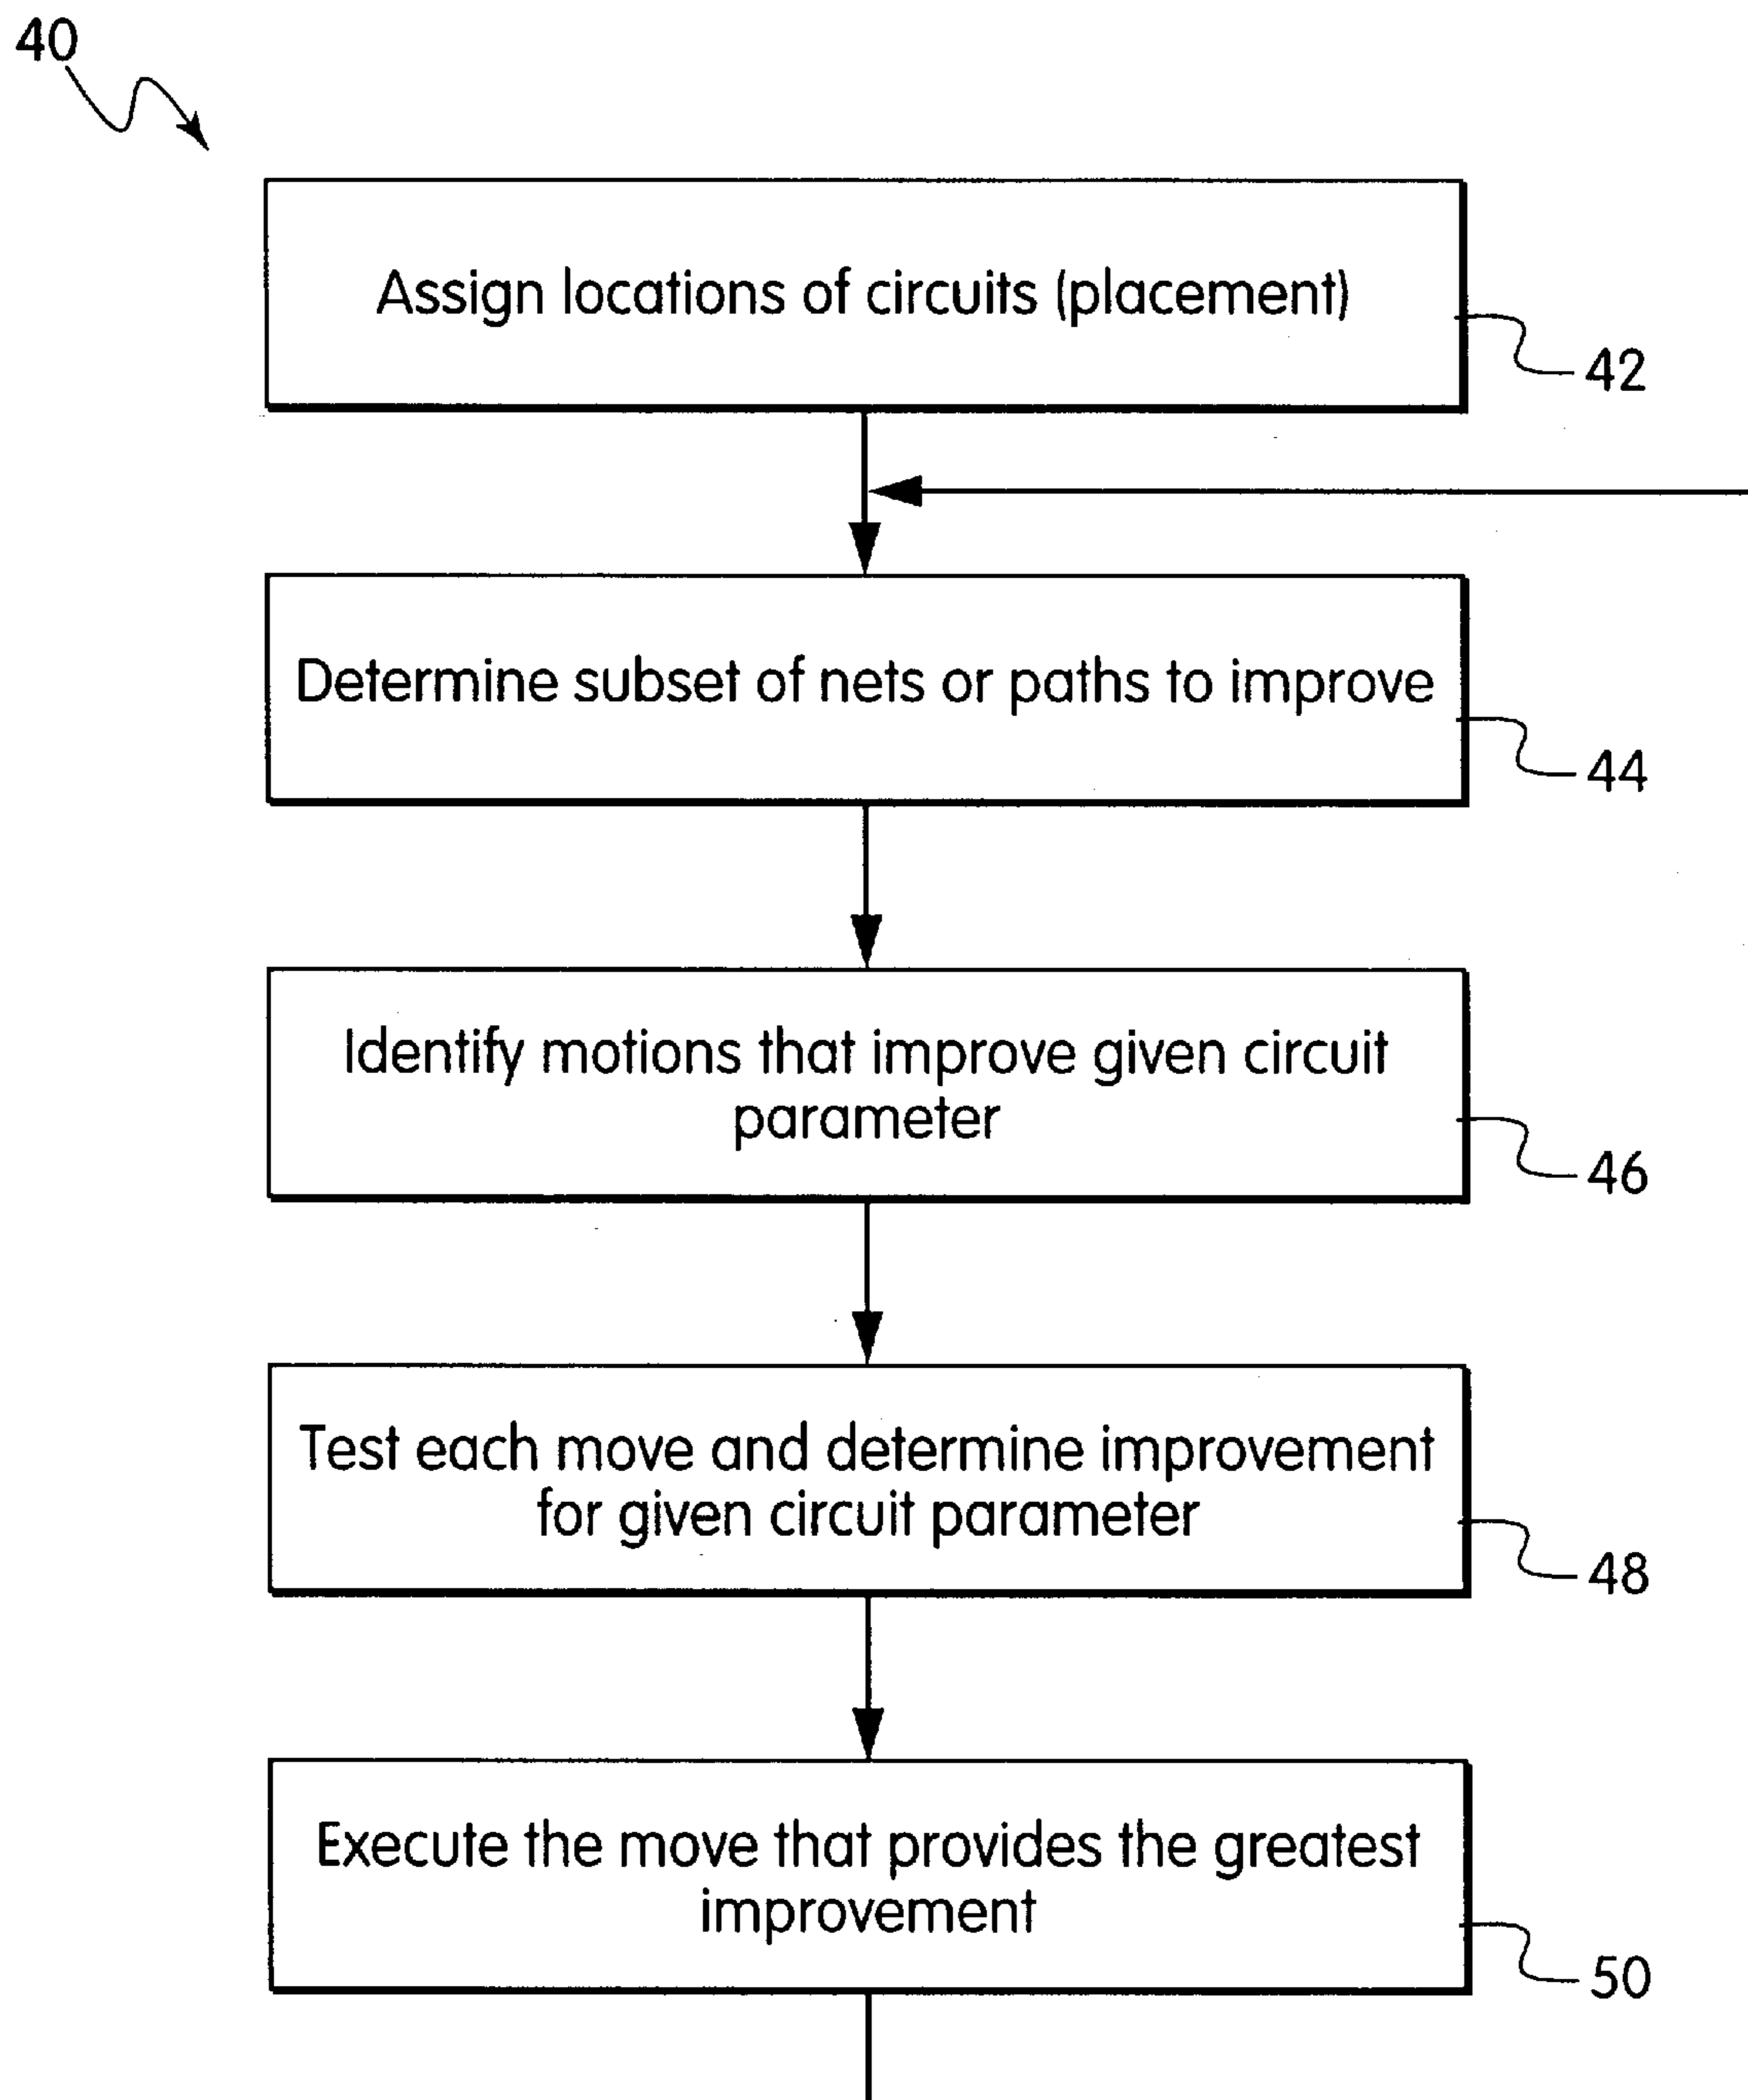 40
Assign locations of circuits (placement)
42
Determine subset of nets or paths to improve
44
Identify motions that improve given circuit
parameter
46
Test each move and determine improvement
for given circuit parameter
48
Execute the move that provides the greatest
improvement
50